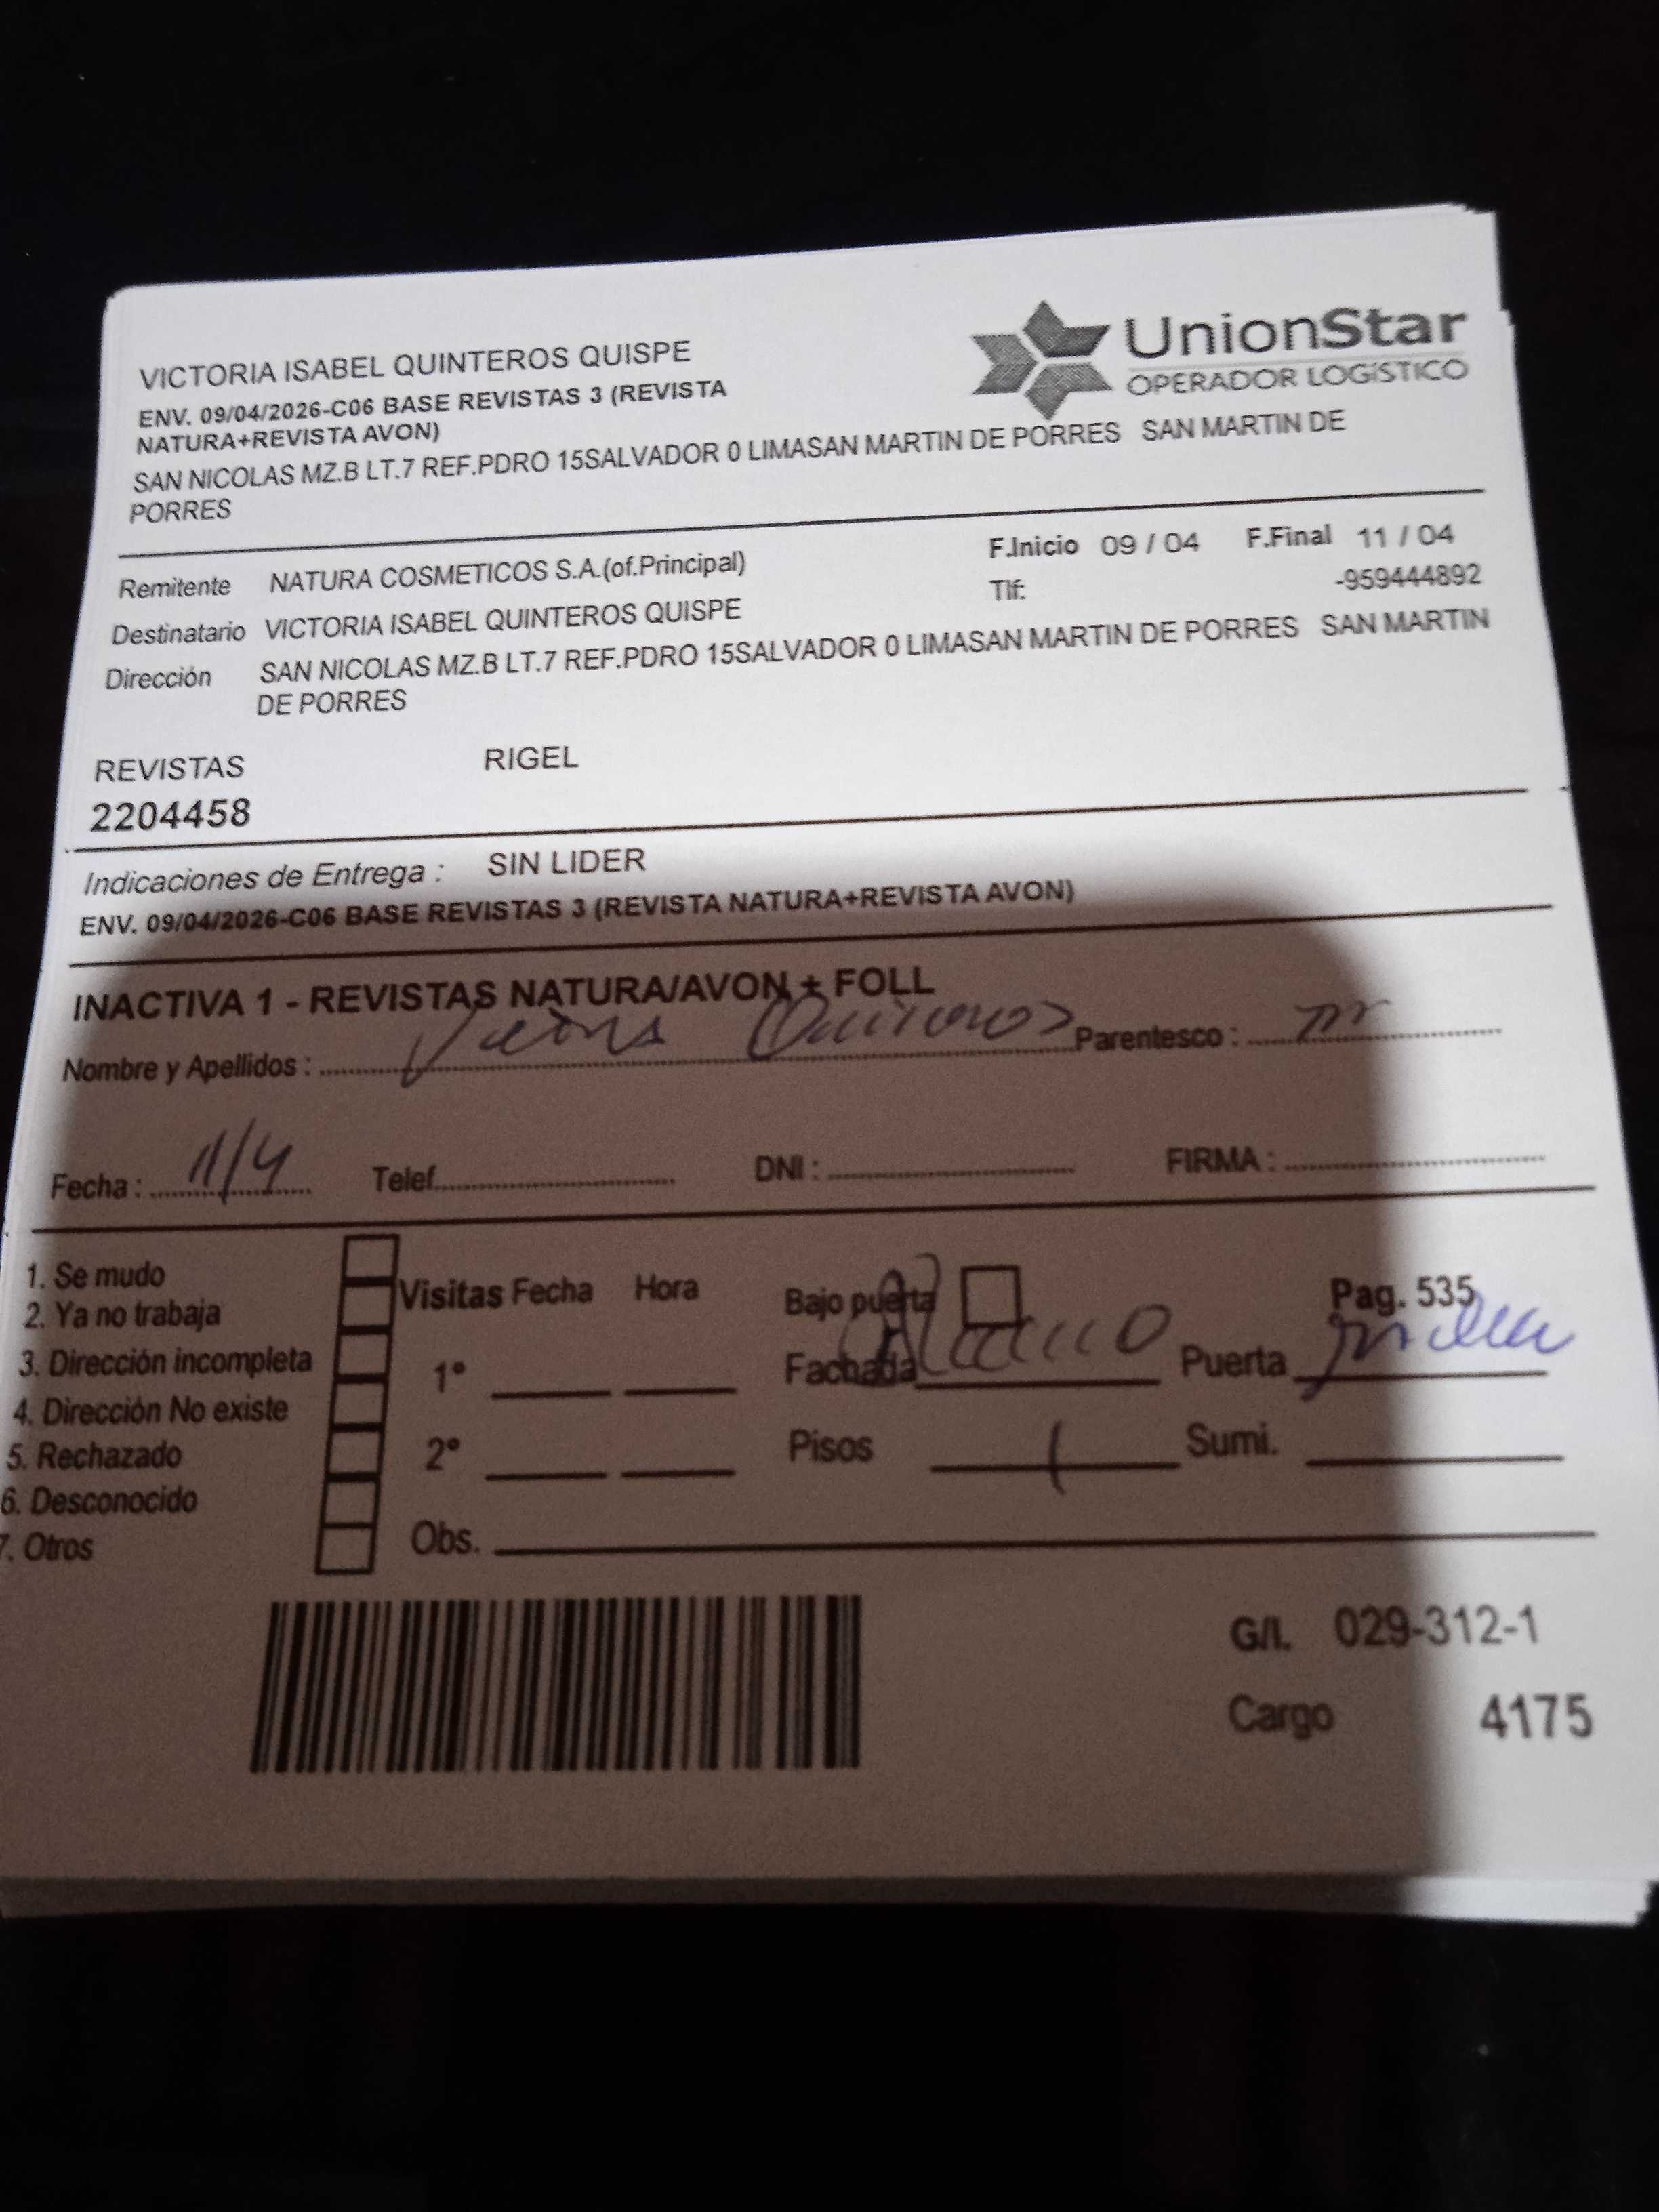 VICTORIA ISABEL QUINTEROS QUISPE
UnionStar
OPERADOR LOGÍSTICO
ENV. 09/04/2026-C06 BASE REVISTAS 3 (REVISTA
NATURA+REVISTA AVON)
SAN NICOLAS MZ.B LT.7 REF.PDRO 15SALVADOR 0 LIMASAN MARTIN DE PORRES SAN MARTIN DE
PORRES
Remitente NATURA COSMETICOS S.A.(of.Principal) F.Inicio 09 / 04 F.Final 11 / 04
Destinatario VICTORIA ISABEL QUINTEROS QUISPE Tlf: -959444892
Dirección SAN NICOLAS MZ.B LT.7 REF.PDRO 15SALVADOR 0 LIMASAN MARTIN DE PORRES SAN MARTIN
DE PORRES
REVISTAS RIGEL
2204458
Indicaciones de Entrega : SIN LIDER
ENV. 09/04/2026-C06 BASE REVISTAS 3 (REVISTA NATURA+REVISTA AVON)
INACTIVA 1 - REVISTAS NATURA/AVON + FOLL
Nombre y Apellidos : Parentesco :
Fecha : 11/4 Telef. DNI : FIRMA :
1. Se mudo
2. Ya no trabaja
3. Dirección incompleta
4. Dirección No existe
5. Rechazado
6. Desconocido
7. Otros
Visitas Fecha Hora
1°
2°
Obs.
Bajo puerta Pag. 535
Fachada Puerta
Pisos 1 Sumi.
G/I. 029-312-1
Cargo 4175